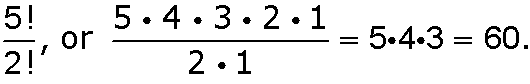 5!/2!, or 5 • 4 • 3 • 2 • 1 / 2 • 1 = 5•4•3 = 60.